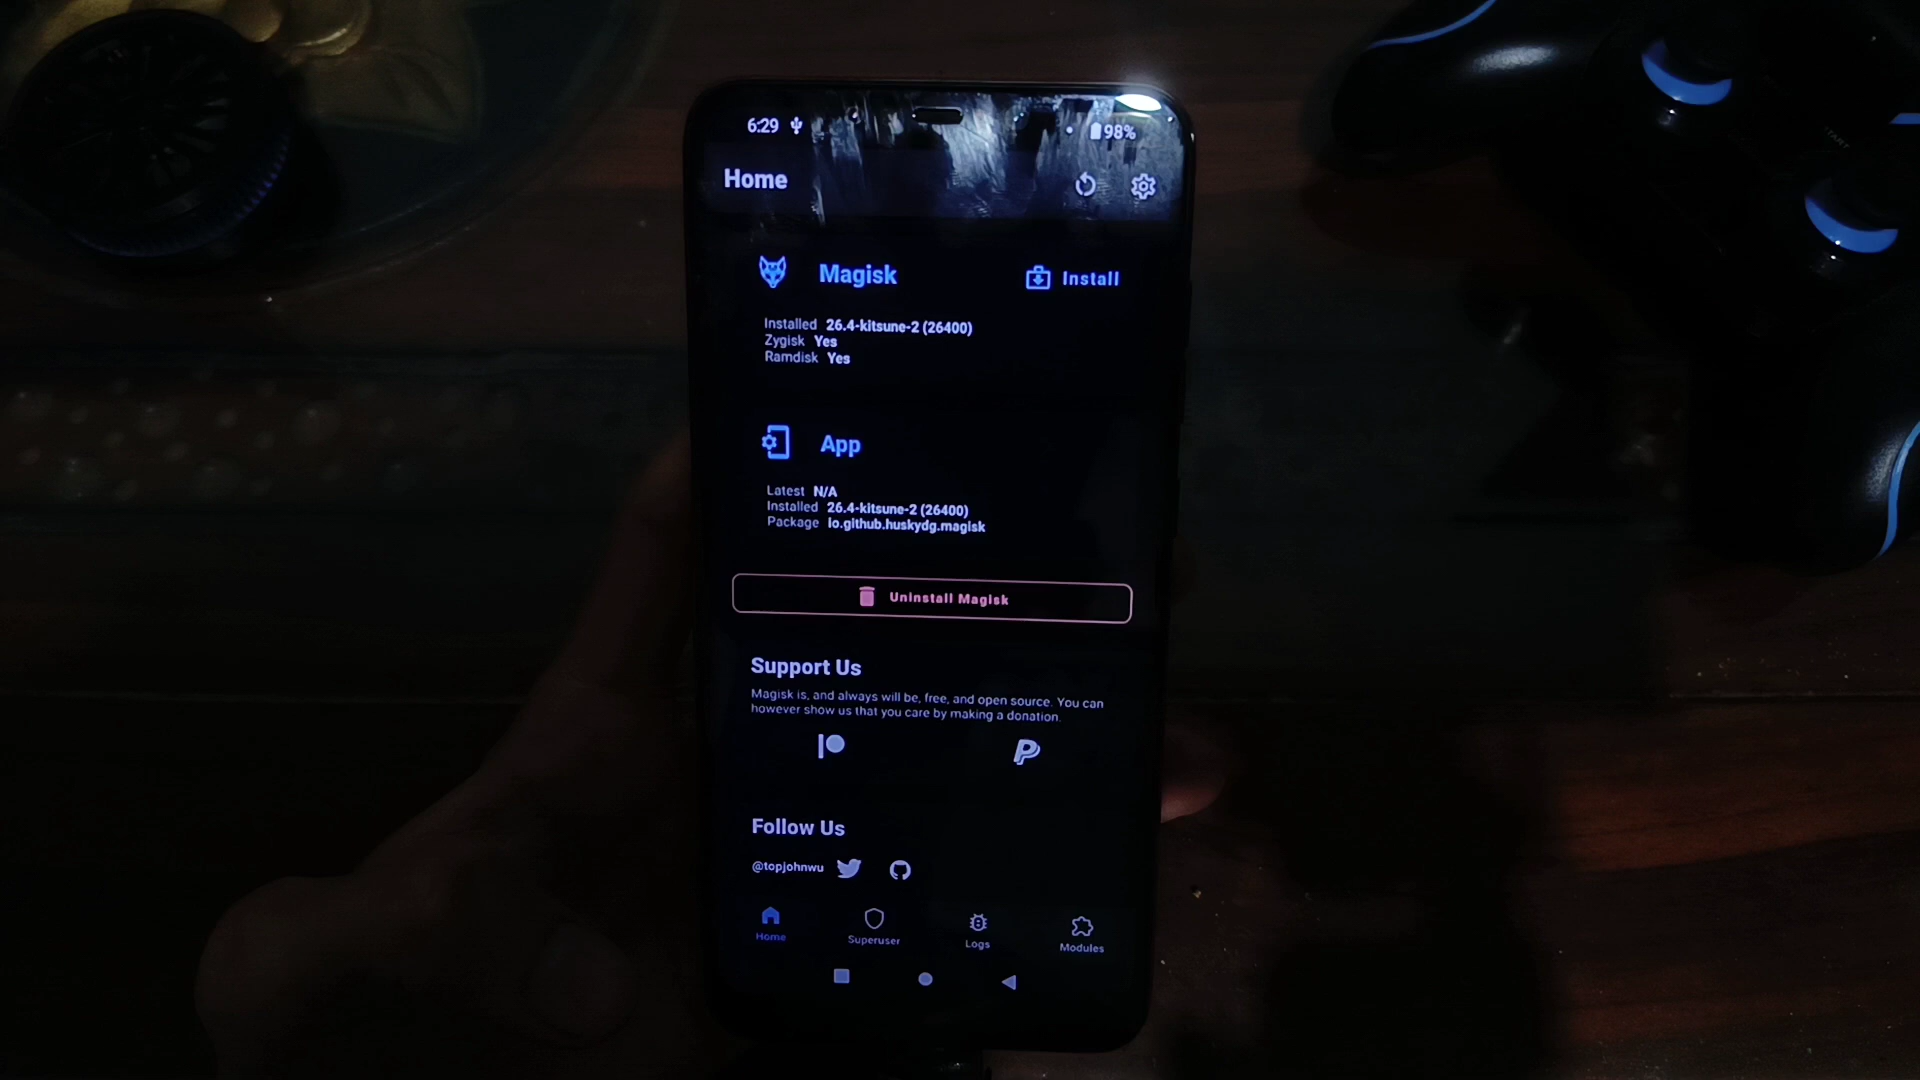 6:29
98%
Home
Magisk
Install
Installed 26.4-kitsune-2 (26400)
Zygisk Yes
Ramdisk Yes
App
Latest N/A
Installed 26.4-kitsune-2 (26400)
Package io.github.huskydg.magisk
Uninstall Magisk
Support Us
Magisk is, and always will be, free, and open source. You can
however show us that you care by making a donation.
Follow Us
@topjohnwu
Home
Superuser
Logs
Modules
START